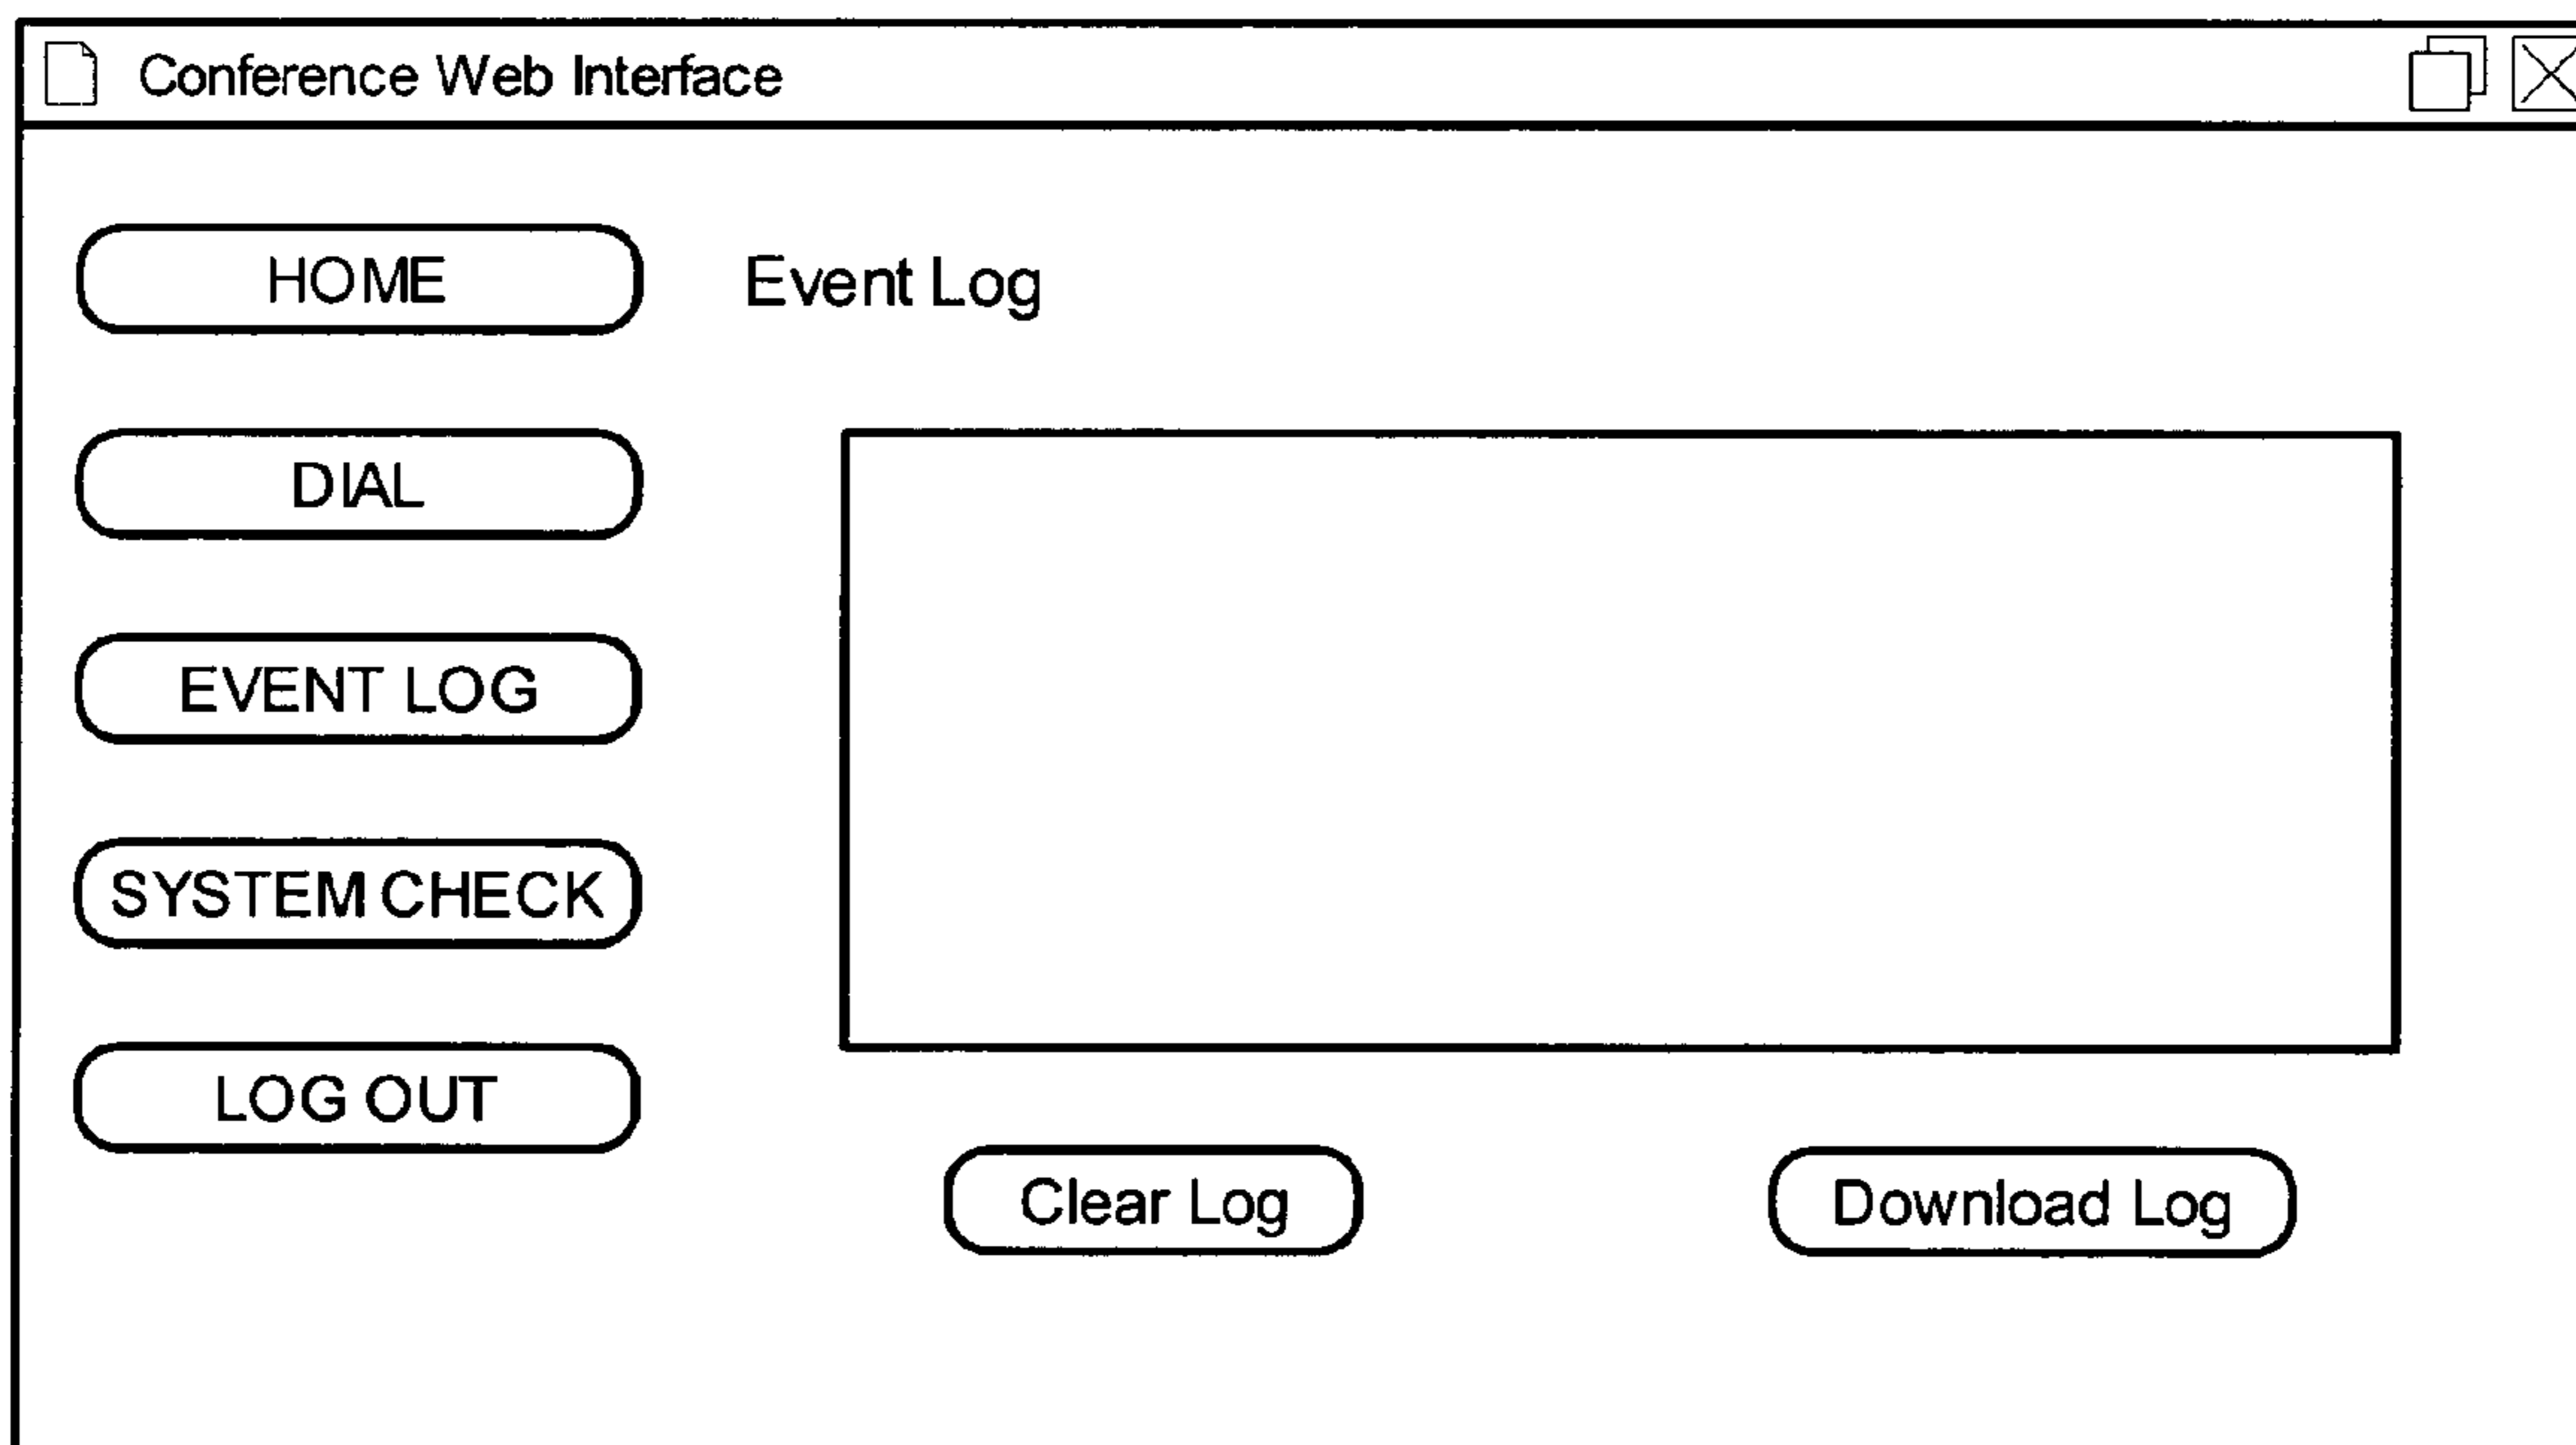 Conference Web Interface
HOME
Event Log
DIAL
EVENT LOG
SYSTEM CHECK
LOG OUT
Clear Log
Download Log